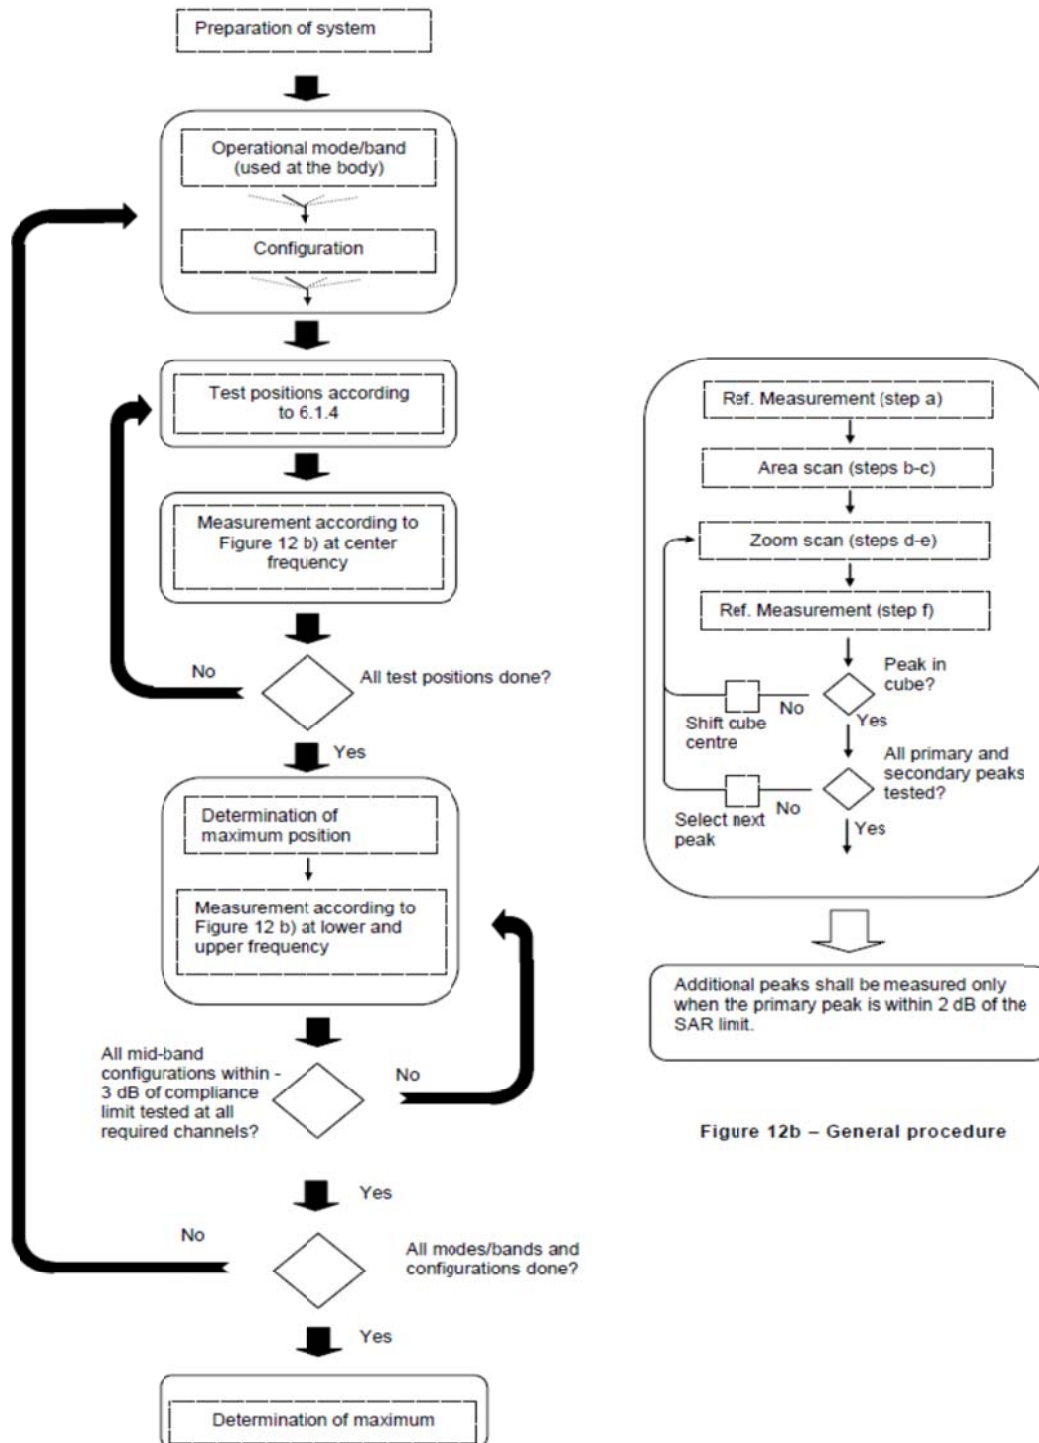 Preparation of system
Operational mode/band
(used at the body)
Configuration
Test positions according
to 6.1.4
Measurement according to
Figure 12 b) at center
frequency
No
All test positions done?
Yes
Determination of
maximum position
Measurement according to
Figure 12 b) at lower and
upper frequency
All mid-band
configurations within -
3 dB of compliance
limit tested at all
required channels?
No
Yes
No
All modes/bands and
configurations done?
Yes
Determination of maximum
Ref. Measurement (step a)
Area scan (steps b-c)
Zoom scan (steps d-e)
Ref. Measurement (step f)
Peak in
cube?
No
Shift cube
centre
Yes
All primary and
secondary peaks
tested?
No
Select next
peak
Yes
Additional peaks shall be measured only
when the primary peak is within 2 dB of the
SAR limit.
Figure 12b – General procedure